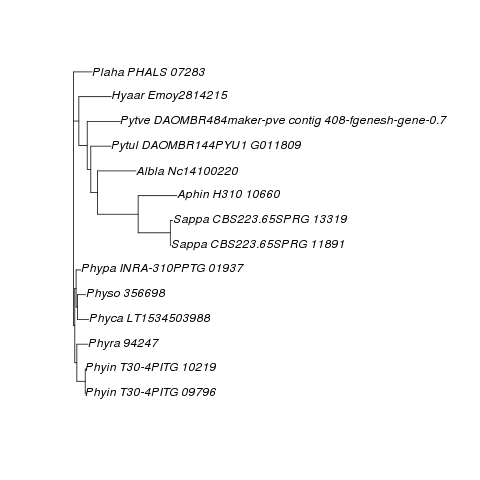 Plaha PHALS 07283
Hyaar Emoy2814215
Pytve DAOMBR484maker-pve contig 408-fgenesh-gene-0.7
Pytul DAOMBR144PYU1 G011809
Albla Nc14100220
Aphin H310 10660
Sappa CBS223.65SPRG 13319
Sappa CBS223.65SPRG 11891
Phypa INRA-310PPTG 01937
Physo 356698
Phyca LT1534503988
Phyra 94247
Phyin T30-4PITG 10219
Phyin T30-4PITG 09796